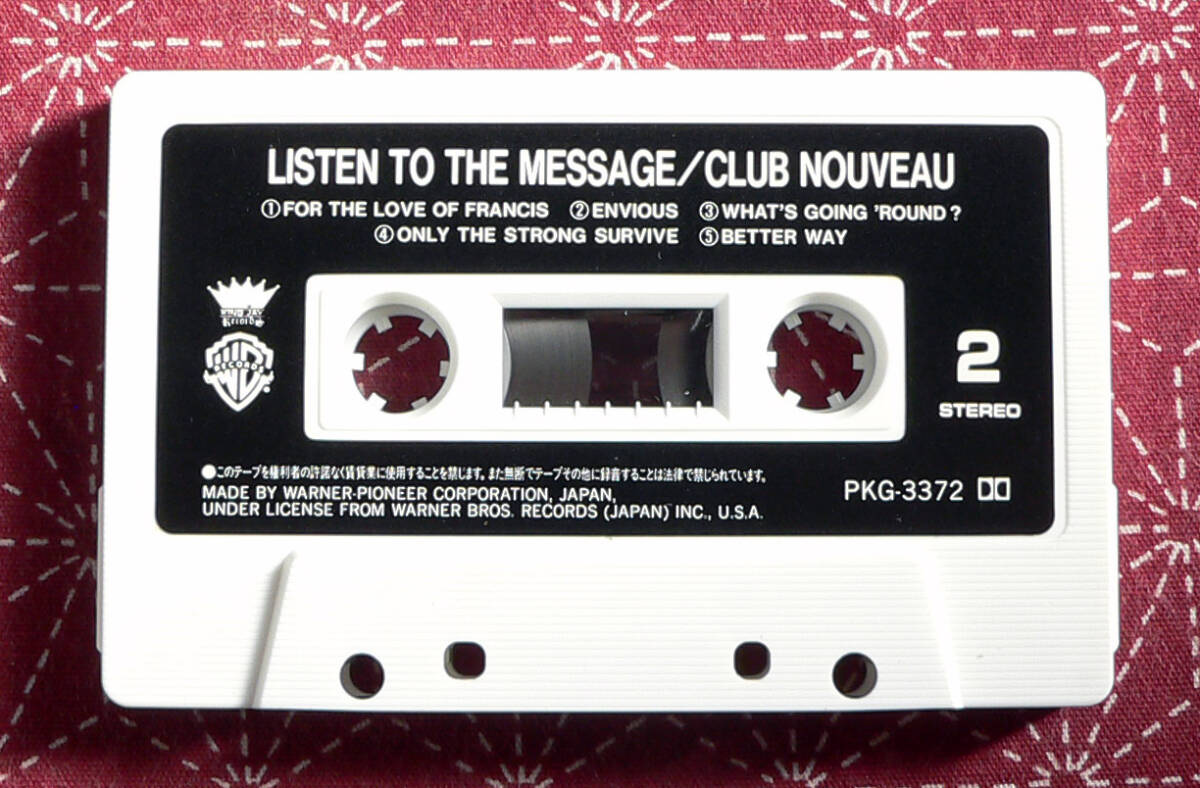 LISTEN TO THE MESSAGE/CLUB NOUVEAU
①FOR THE LOVE OF FRANCIS ②ENVIOUS ③WHAT'S GOING 'ROUND?
④ONLY THE STRONG SURVIVE ⑤BETTER WAY
KING JAY
RECORDS
RECORDS
®
2
STEREO
●このテープを権利者の許諾なく賃貸業に使用することを禁じます。また無断でテープその他に録音することは法律で禁じられています。
MADE BY WARNER-PIONEER CORPORATION, JAPAN,
UNDER LICENSE FROM WARNER BROS. RECORDS (JAPAN) INC., U.S.A.
PKG-3372